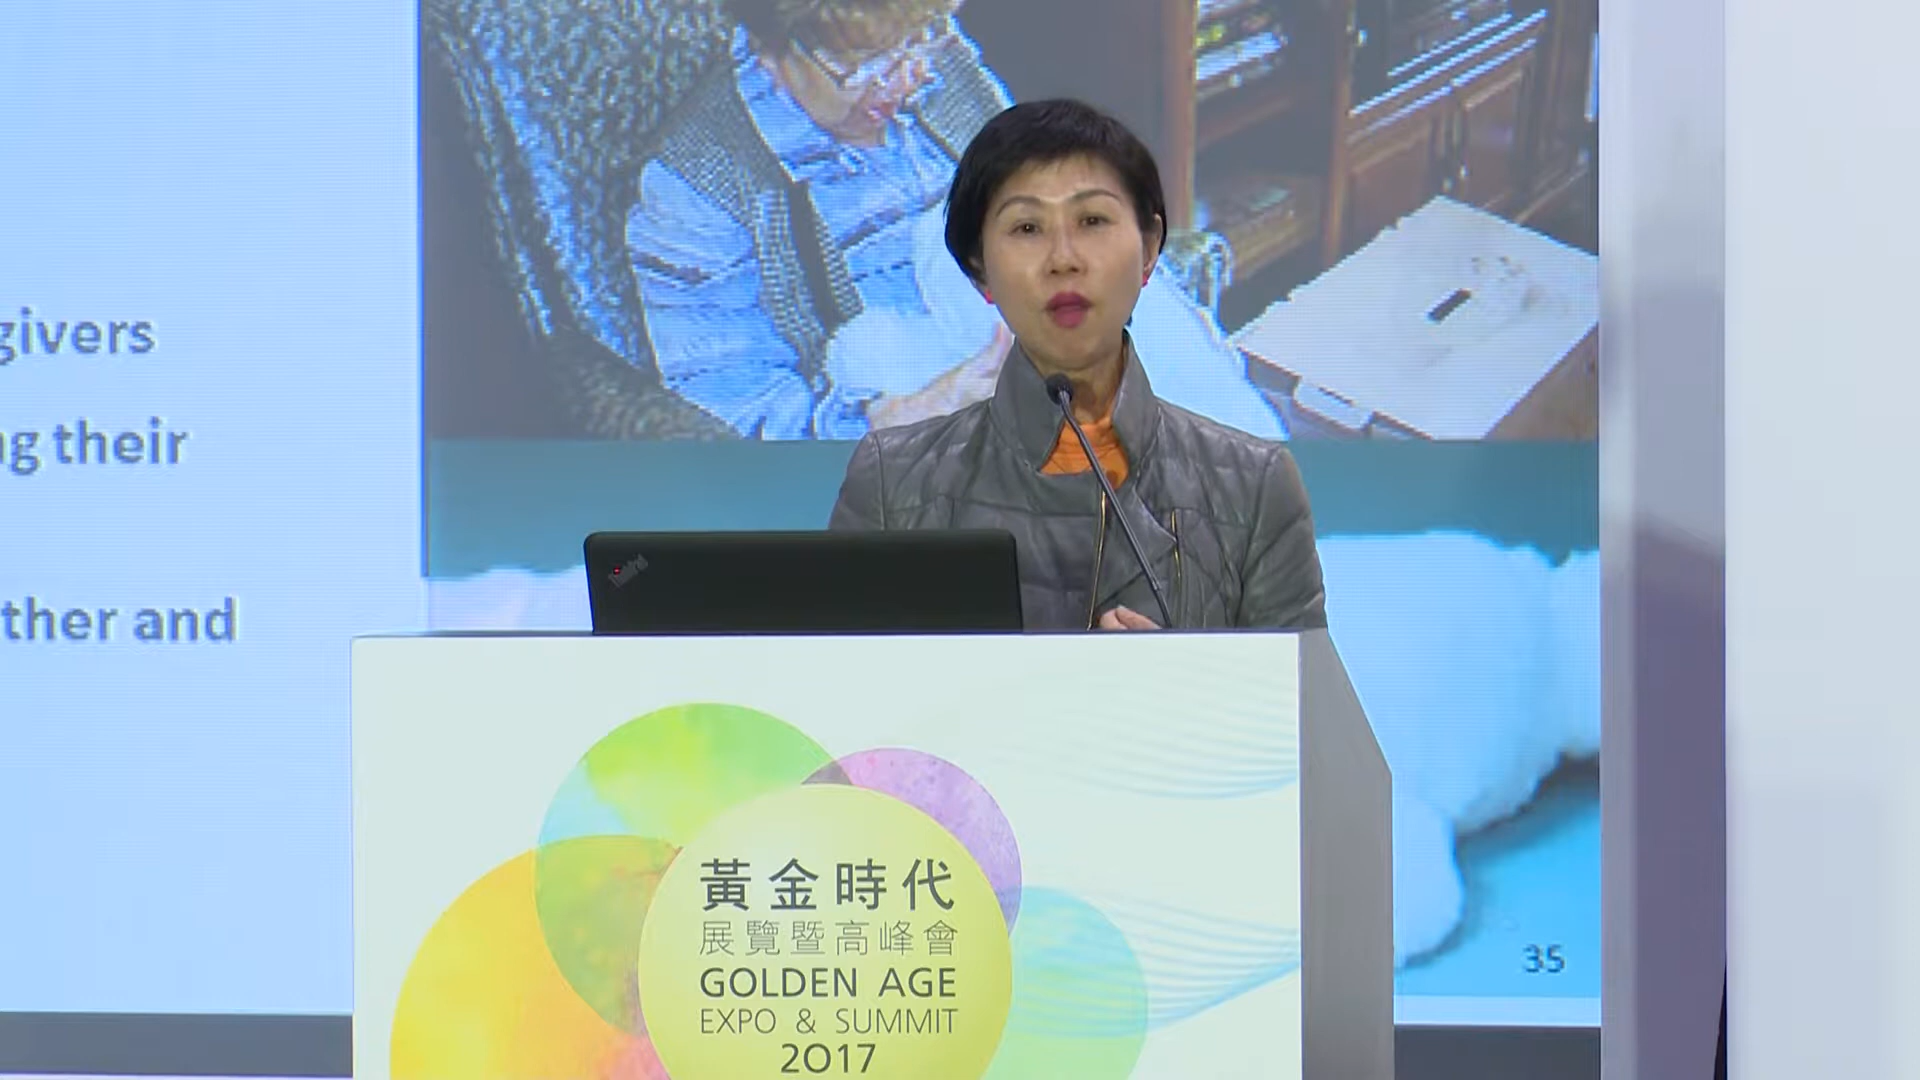 givers
g their
ther and
35
ThinkPad
黃金時代
展覽暨高峰會
GOLDEN AGE
EXPO & SUMMIT
2017